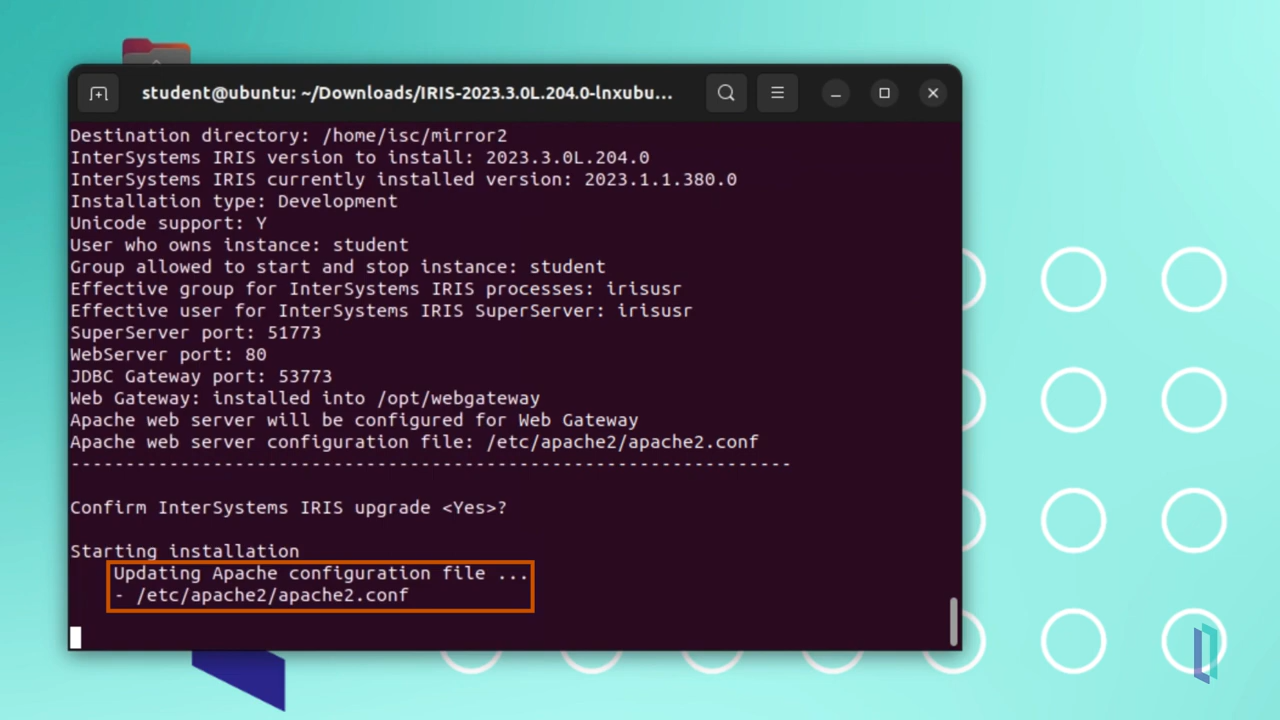 student@ubuntu: ~/Downloads/IRIS-2023.3.0L.204.0-lnxubu...
Destination directory: /home/isc/mirror2
InterSystems IRIS version to install: 2023.3.0L.204.0
InterSystems IRIS currently installed version: 2023.1.1.380.0
Installation type: Development
Unicode support: Y
User who owns instance: student
Group allowed to start and stop instance: student
Effective group for InterSystems IRIS processes: irisusr
Effective user for InterSystems IRIS SuperServer: irisusr
SuperServer port: 51773
WebServer port: 80
JDBC Gateway port: 53773
Web Gateway: installed into /opt/webgateway
Apache web server will be configured for Web Gateway
Apache web server configuration file: /etc/apache2/apache2.conf
------------------------------------------------------------------
Confirm InterSystems IRIS upgrade <Yes>?
Starting installation
Updating Apache configuration file ...
- /etc/apache2/apache2.conf